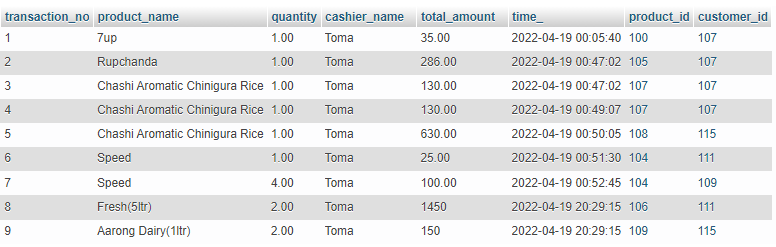 transaction_no product_name quantity cashier_name total_amount time_ product_id customer_id
1 7up 1.00 Toma 35.00 2022-04-19 00:05:40 100 107
2 Rupchanda 1.00 Toma 286.00 2022-04-19 00:47:02 105 107
3 Chashi Aromatic Chinigura Rice 1.00 Toma 130.00 2022-04-19 00:47:02 107 107
4 Chashi Aromatic Chinigura Rice 1.00 Toma 130.00 2022-04-19 00:49:07 107 107
5 Chashi Aromatic Chinigura Rice 1.00 Toma 630.00 2022-04-19 00:50:05 108 115
6 Speed 1.00 Toma 25.00 2022-04-19 00:51:30 104 111
7 Speed 4.00 Toma 100.00 2022-04-19 00:52:45 104 109
8 Fresh(5ltr) 2.00 Toma 1450 2022-04-19 20:29:15 106 111
9 Aarong Dairy(1ltr) 2.00 Toma 150 2022-04-19 20:29:15 109 115